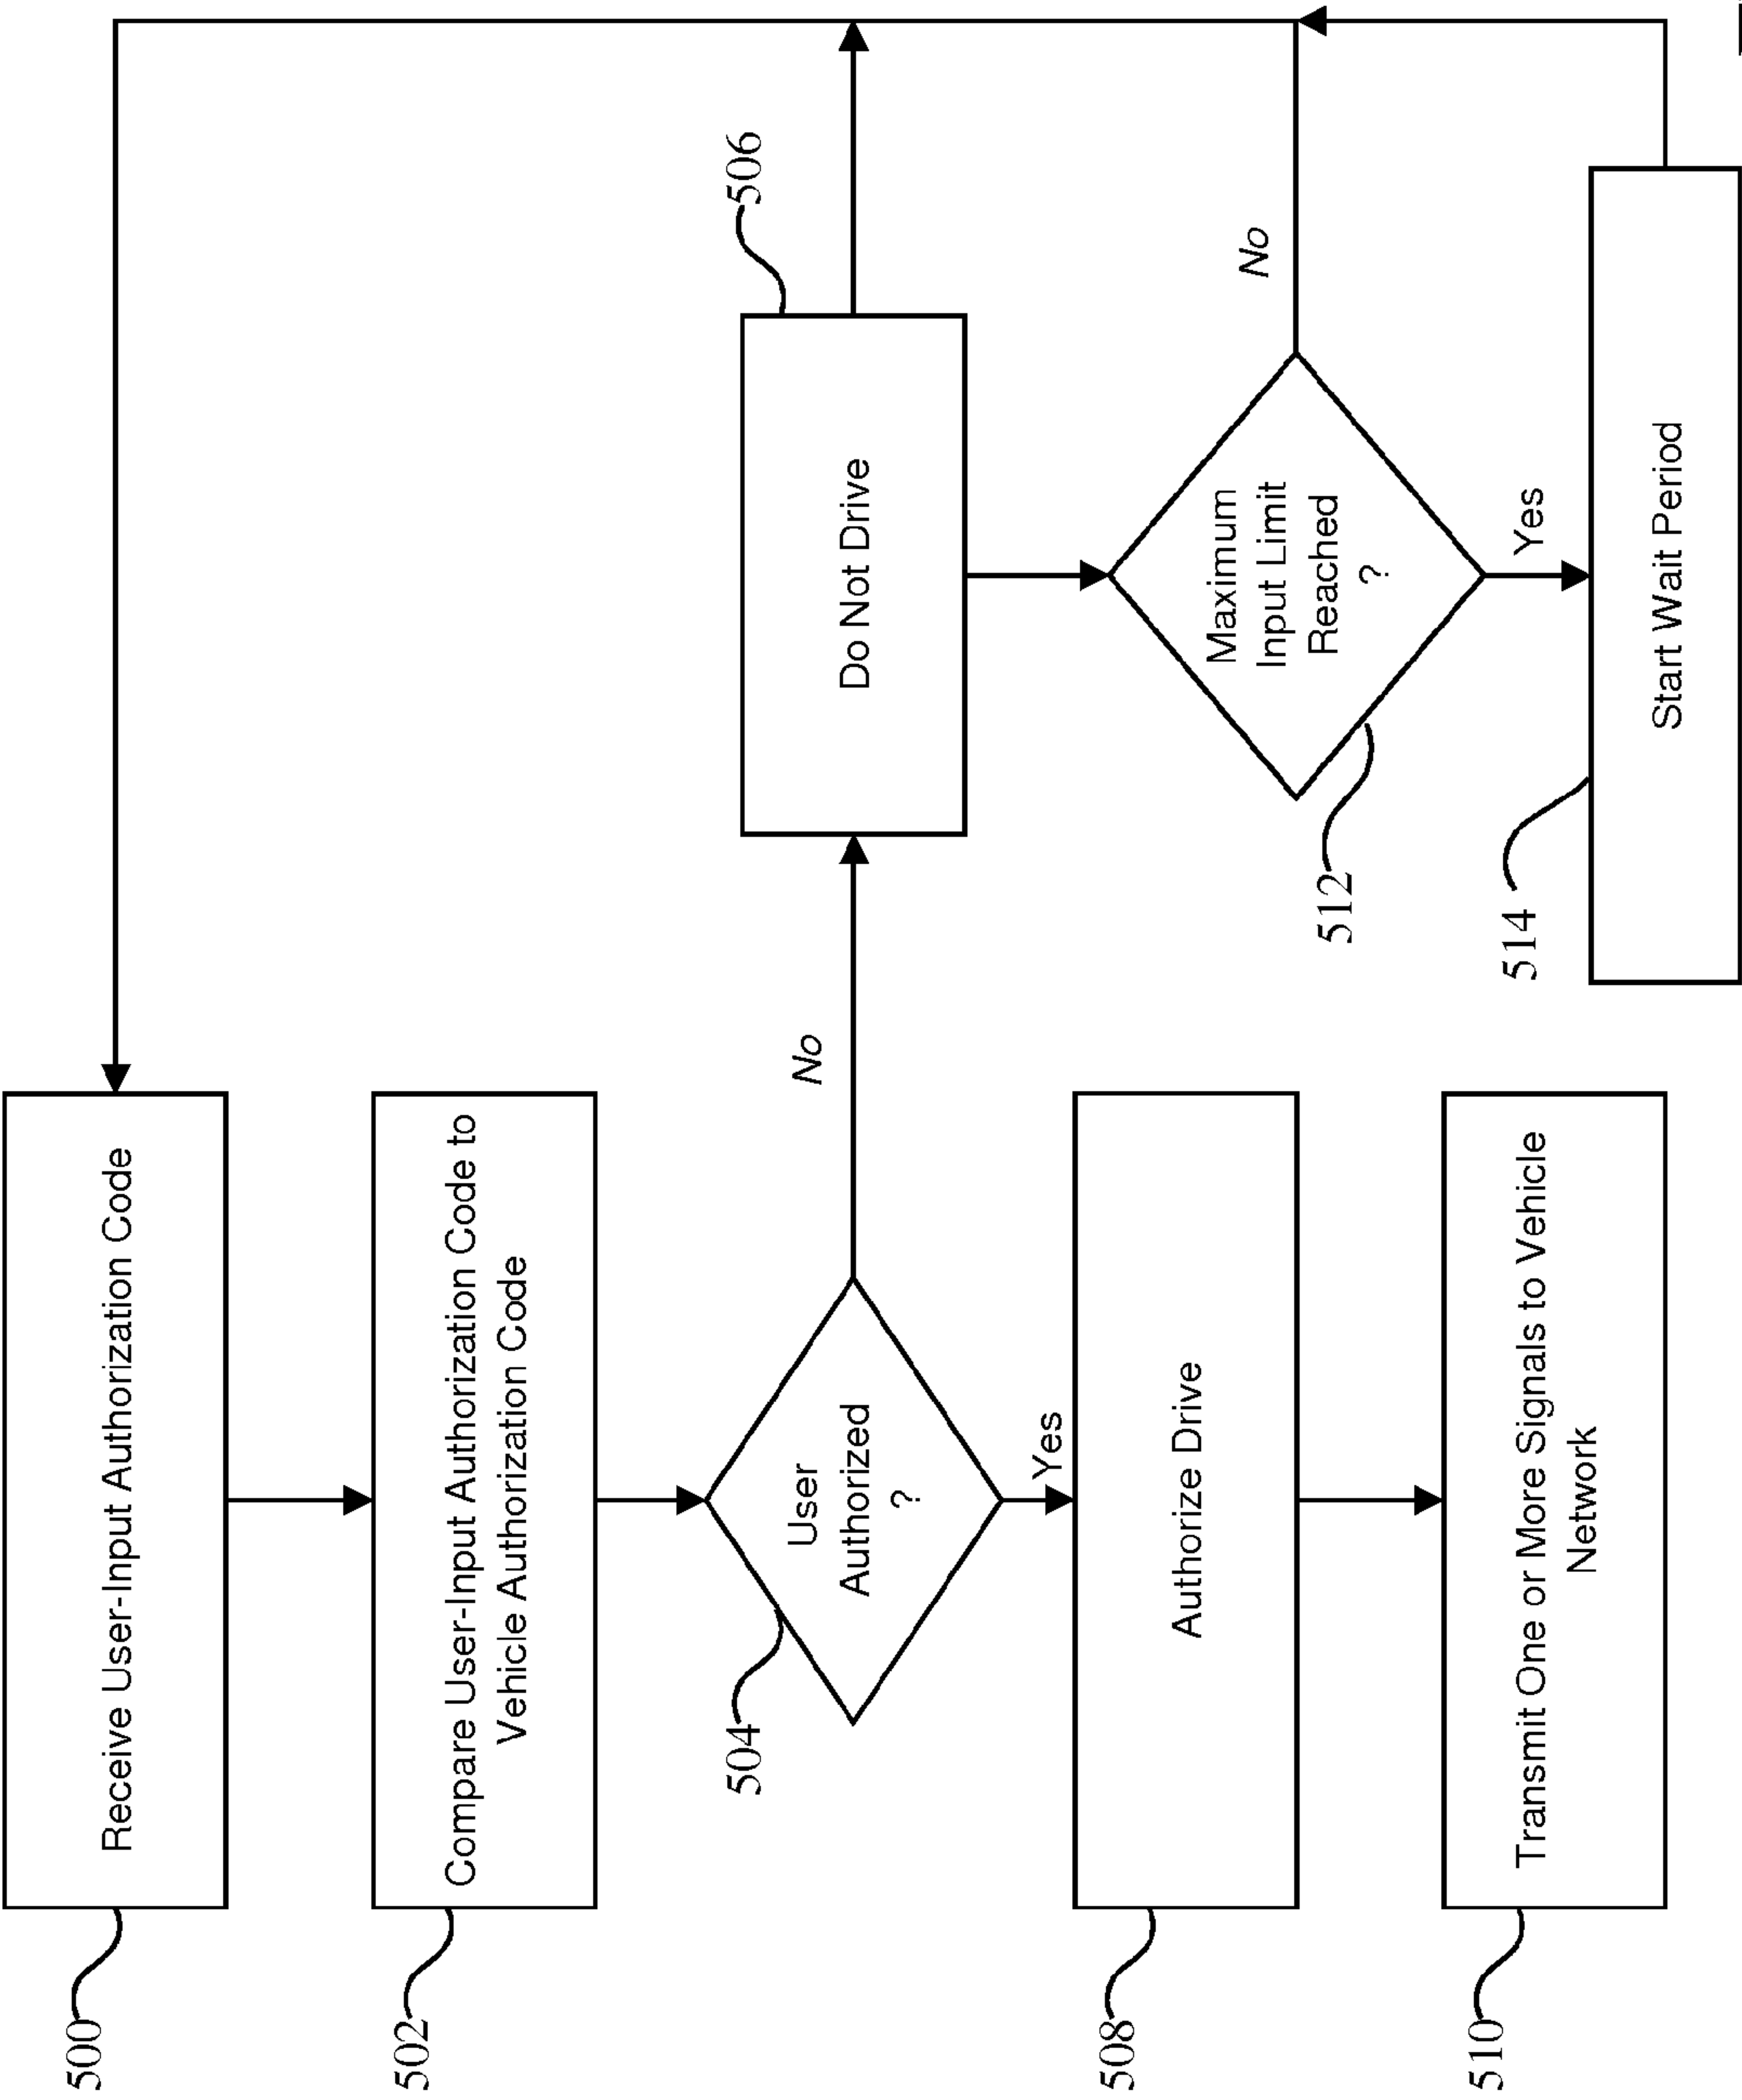 500
Receive User-Input Authorization Code
502
Compare User-Input Authorization Code to
Vehicle Authorization Code
504
User
Authorized
?
No
Yes
506
Do Not Drive
508
Authorize Drive
510
Transmit One or More Signals to Vehicle
Network
512
Maximum
Input Limit
Reached
?
No
Yes
514
Start Wait Period